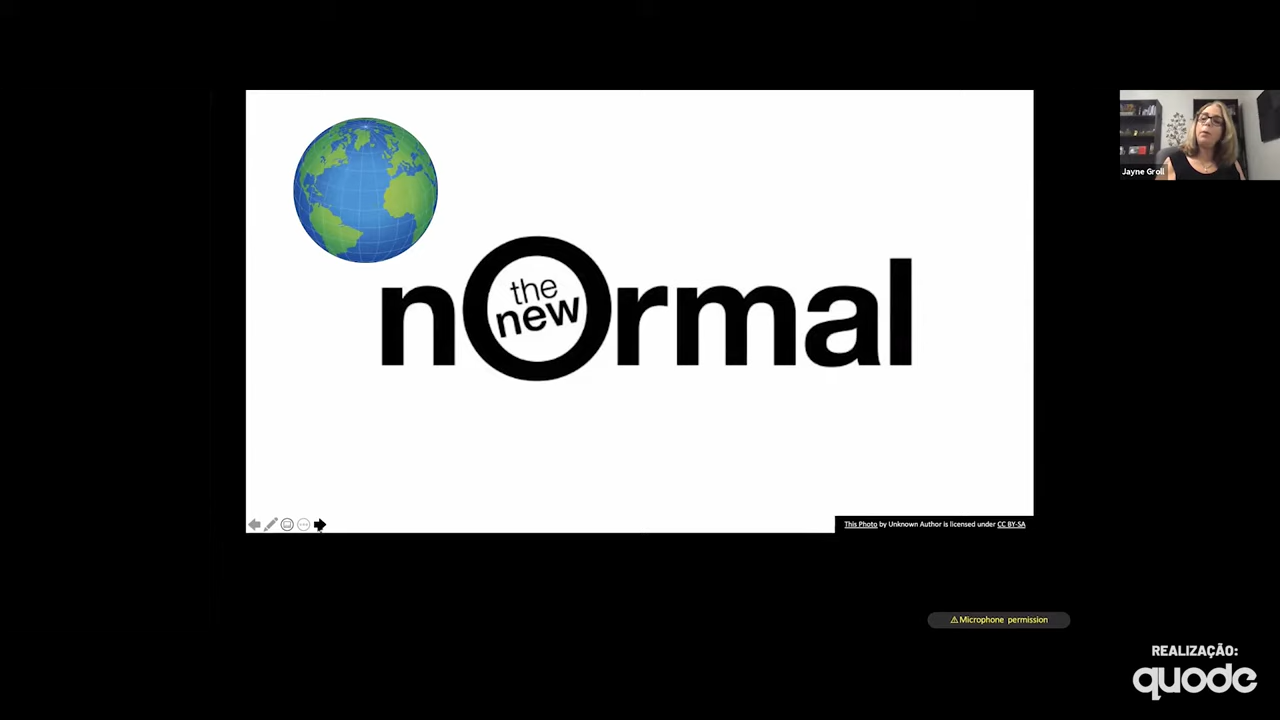 the
new
nOrmal
Jayne Groll
This Photo by Unknown Author is licensed under CC BY-SA
⚠Microphone permission
REALIZAÇÃO:
quode